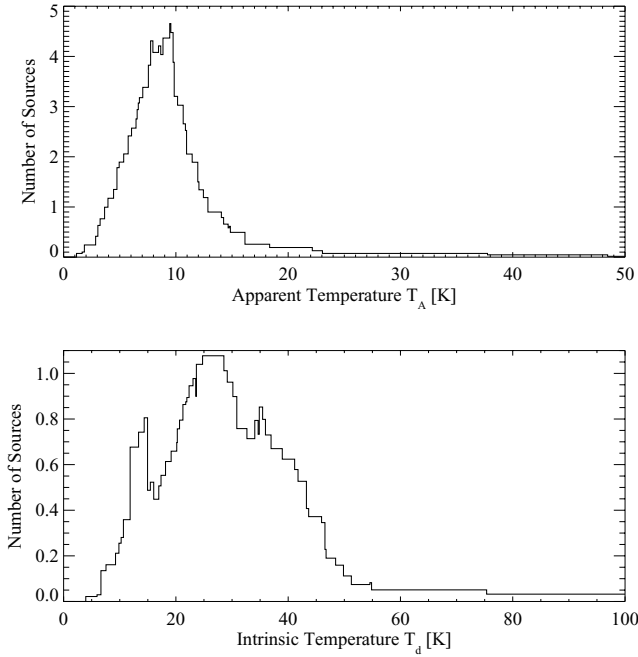 5
4
3
2
1
0
Number of Sources
0 10 20 30 40 50
Apparent Temperature T_A [K]
1.0
0.8
0.6
0.4
0.2
0.0
Number of Sources
0 20 40 60 80 100
Intrinsic Temperature T_d [K]